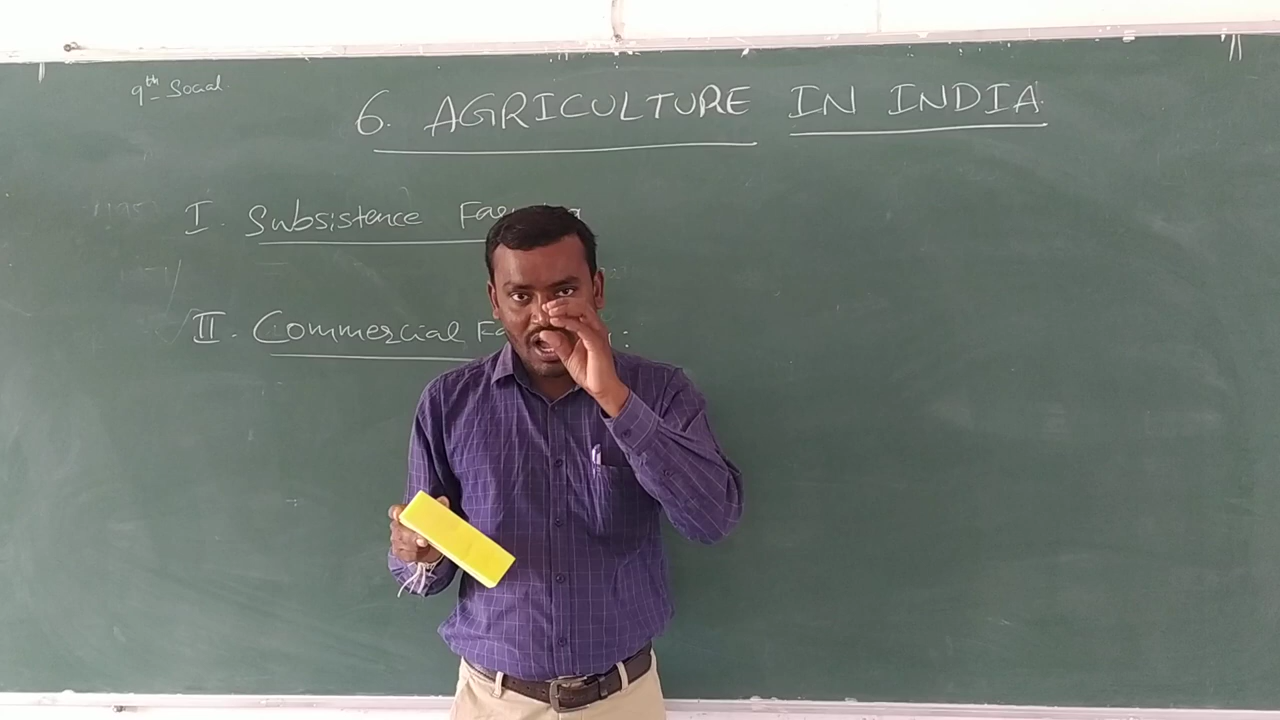 9th Social
6. AGRICULTURE IN INDIA
I. Subsistence
II. Commercial :